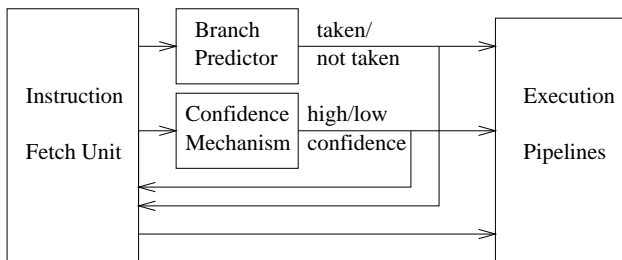 Instruction
Fetch Unit
Branch
Predictor
taken/
not taken
Confidence
Mechanism
high/low
confidence
Execution
Pipelines